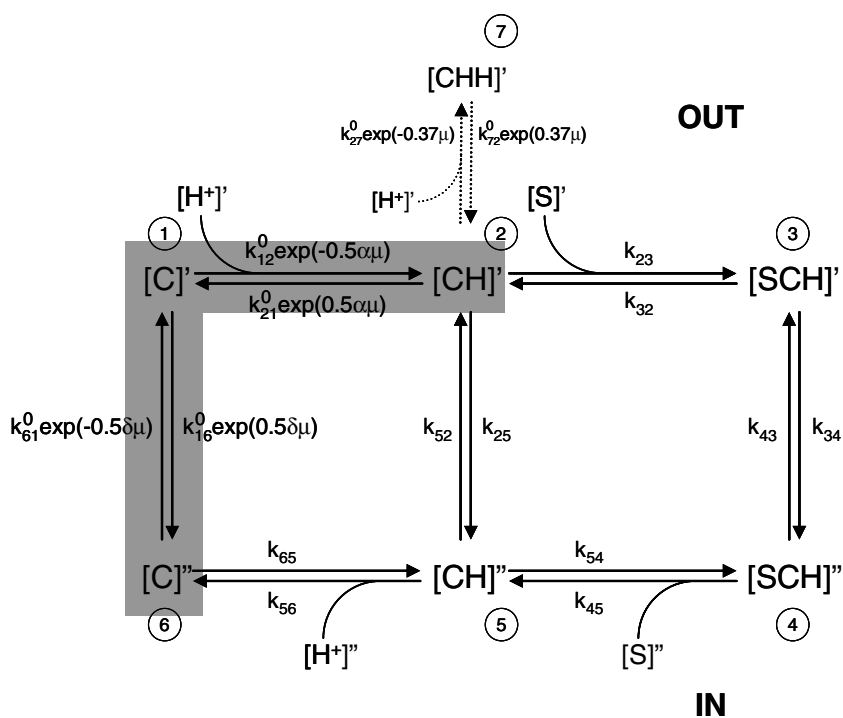 7
[CHH]'
OUT
k⁰₂₇exp(-0.37μ)
k⁰₇₂exp(0.37μ)
[H⁺]'
[H⁺]'
[S]'
1
2
3
k⁰₁₂exp(-0.5αμ)
k₂₃
[C]'
[CH]'
[SCH]'
k⁰₂₁exp(0.5αμ)
k₃₂
k⁰₆₁exp(-0.5δμ)
k⁰₁₆exp(0.5δμ)
k₅₂
k₂₅
k₄₃
k₃₄
k₆₅
k₅₄
[C]”
[CH]”
[SCH]”
k₅₆
k₄₅
6
5
4
[H⁺]”
[S]”
IN